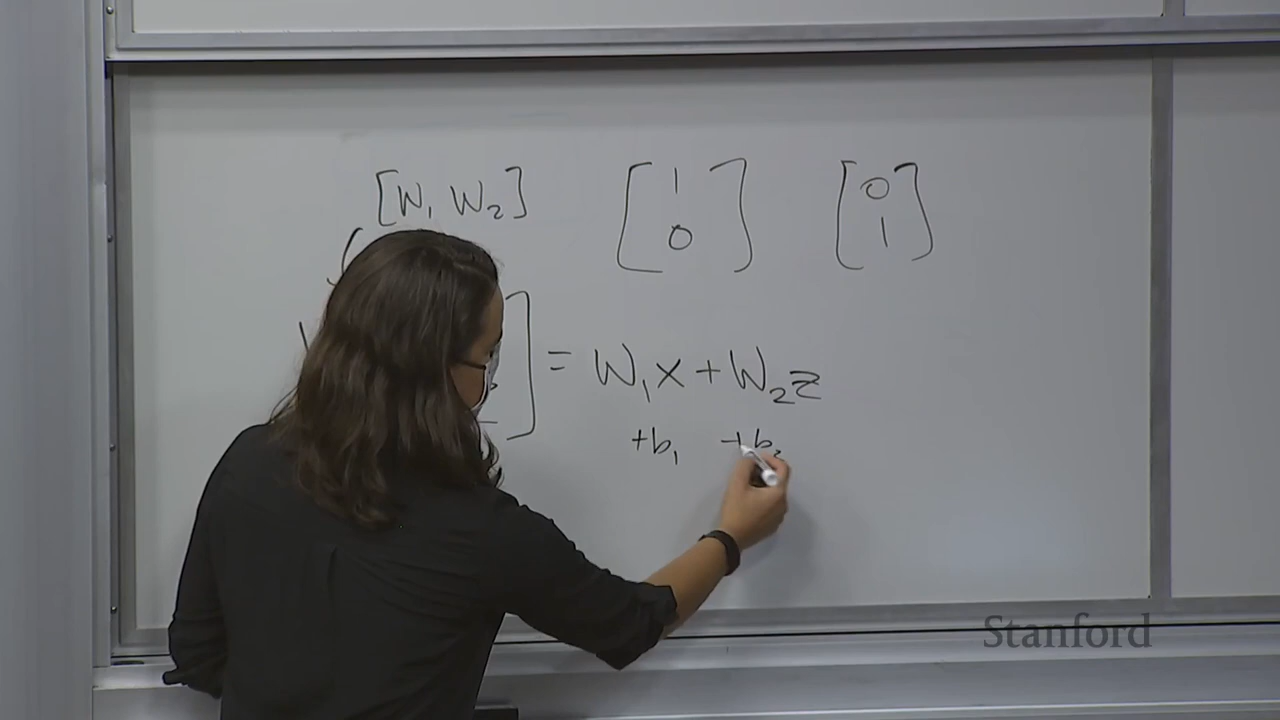 [W₁ W₂] [1 0] [0 1]
] = W₁x + W₂z
+b₁ +b₂
Stanford